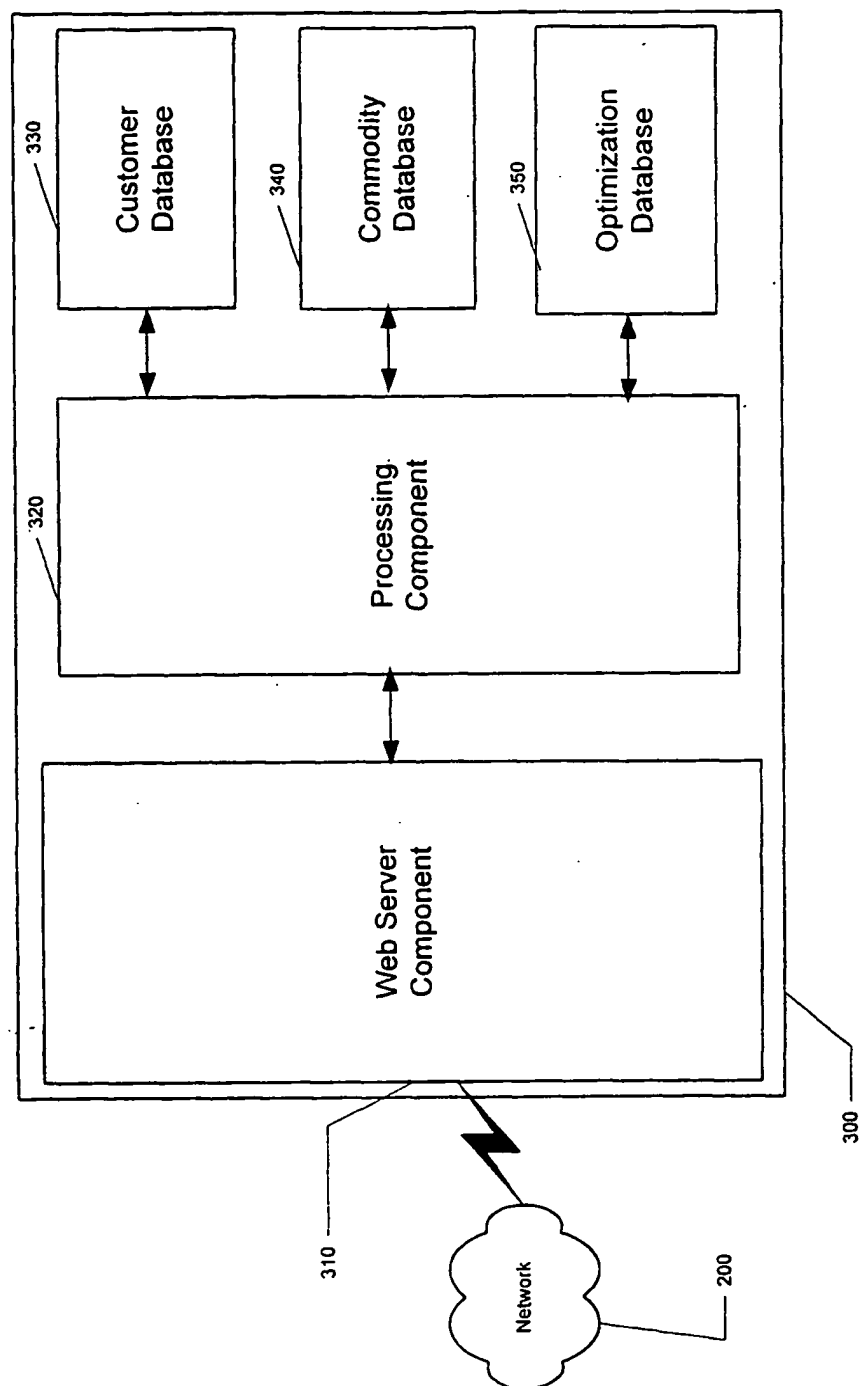 330
Customer
Database
340
Commodity
Database
350
Optimization
Database
320
Processing
Component
Web Server
Component
310
300
Network
200